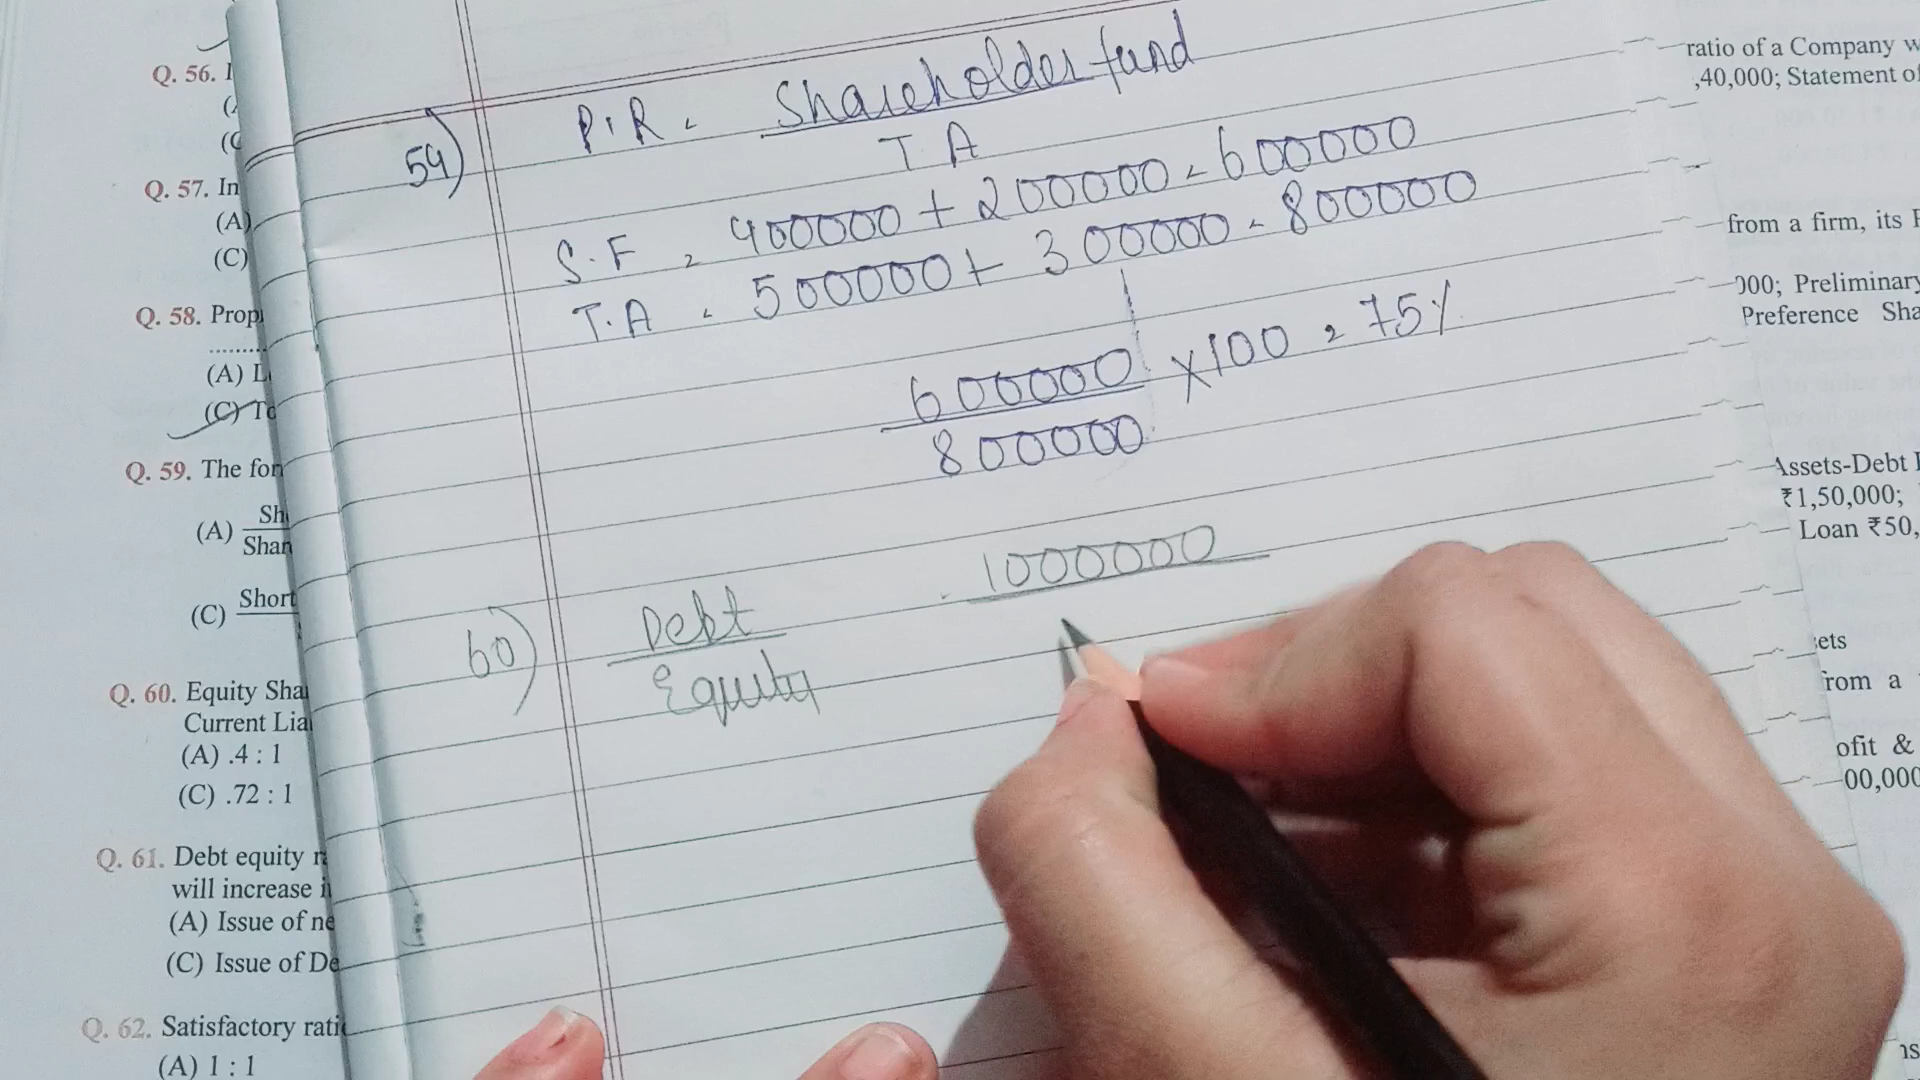 Q. 56. I
(A
(C
Q. 57. In
(A)
(C)
Q. 58. Prop
.........
(A) L
(C) To
Q. 59. The for
(A) Sh
Shar
(C) Short
Q. 60. Equity Sha
Current Lia
(A) .4 : 1
(C) .72 : 1
Q. 61. Debt equity r
will increase i
(A) Issue of ne
(C) Issue of De
Q. 62. Satisfactory rati
(A) 1 : 1
54) P.R. = Shareholder fund
T A
S.F = 400000 + 200000 = 600000
T.A = 500000 + 300000 = 800000
600000 × 100 = 75%
800000
60) Debt 1000000
Equity
ratio of a Company w
,40,000; Statement of
from a firm, its
000; Preliminary
Preference Sha
Assets-Debt
₹1,50,000;
Loan ₹50,
sets
from a
ofit &
00,000